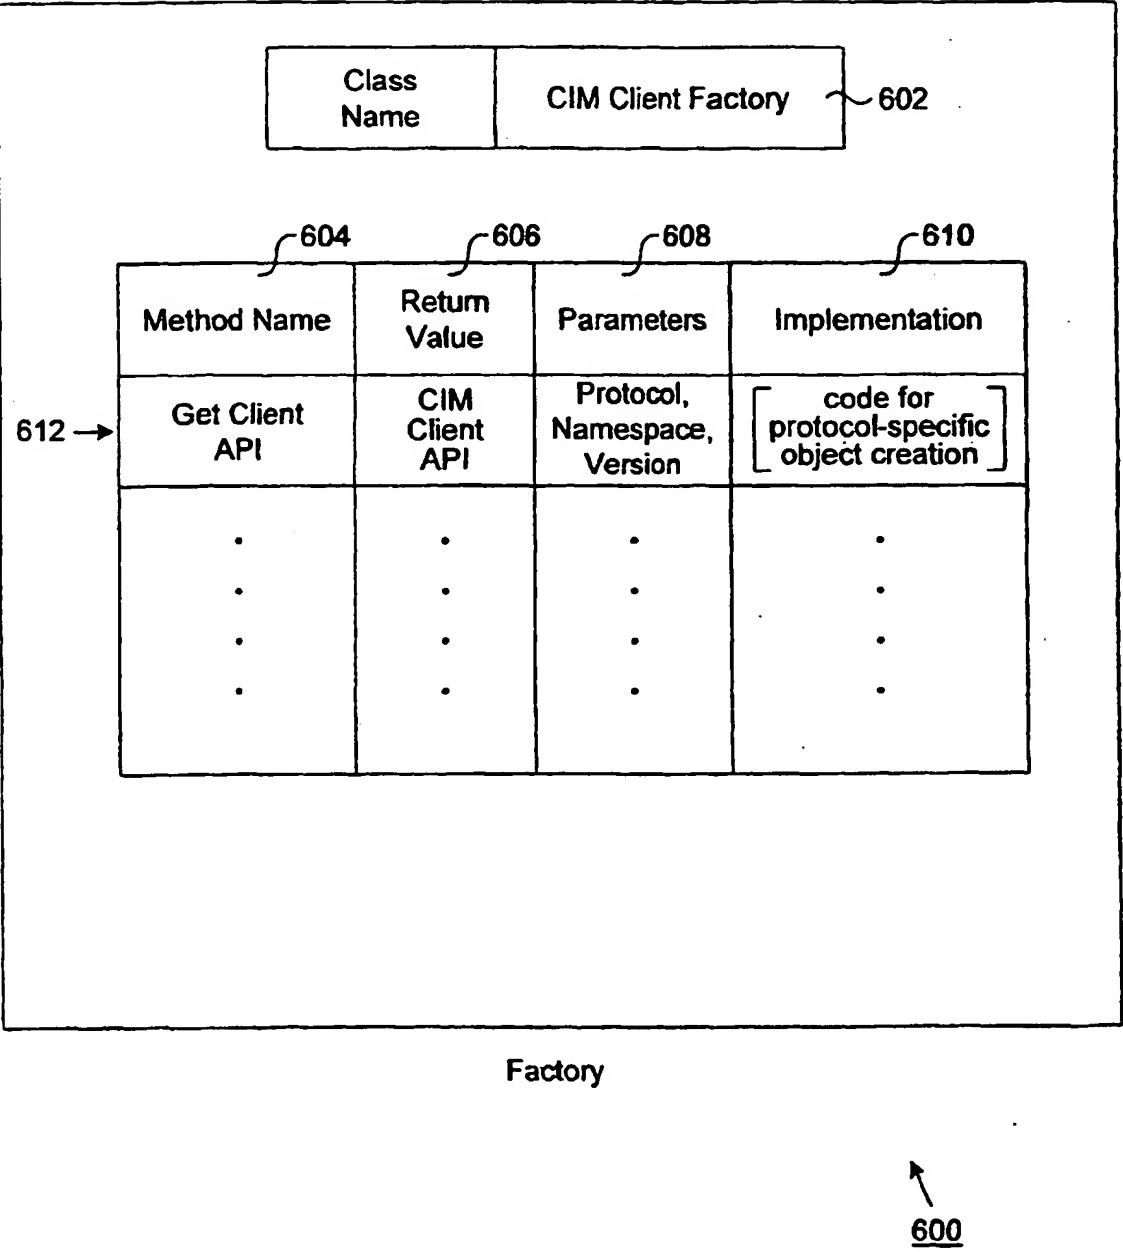 Class
Name
CIM Client Factory
602
604
606
608
610
Method Name
Return
Value
Parameters
Implementation
612
Get Client
API
CIM
Client
API
Protocol,
Namespace,
Version
code for
protocol-specific
object creation
Factory
600